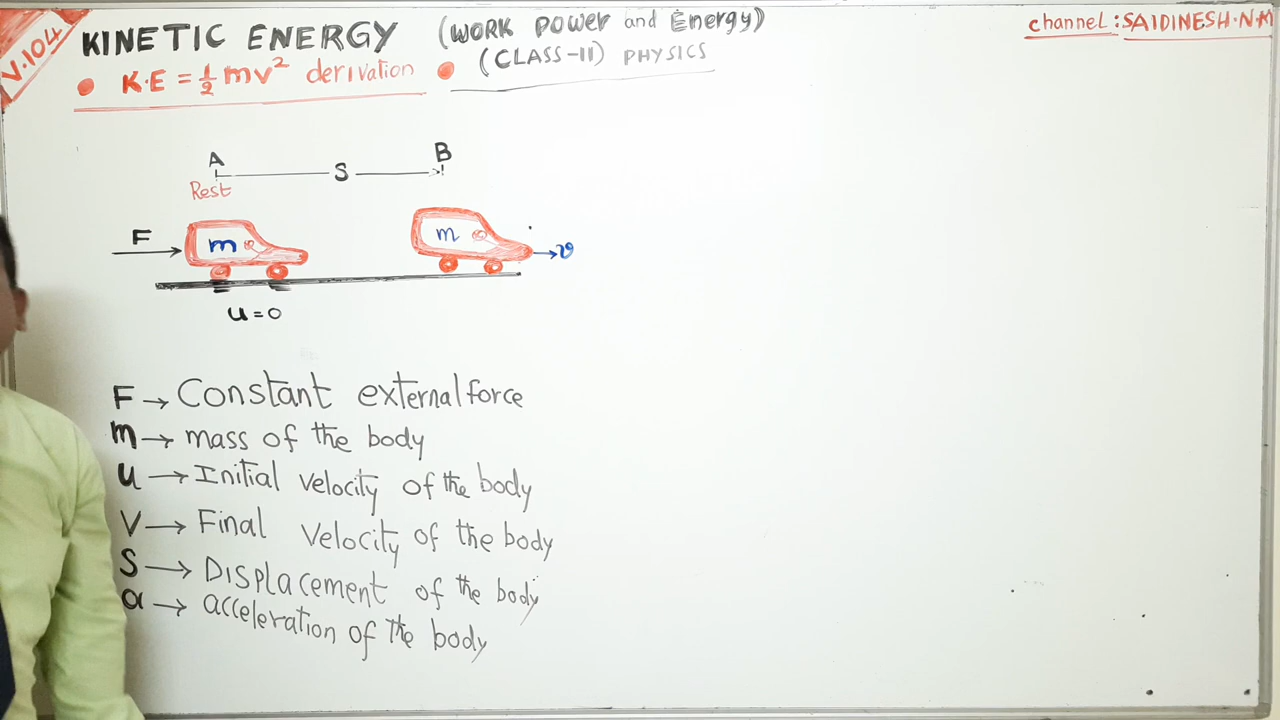 V.104
KINETIC ENERGY (WORK POWER and Energy)
• K.E = ½ mv² derivation • (CLASS-11) PHYSICS
channel : SAIDINESH.N.M
A S B
Rest
F m m v
u = 0
F → Constant external force
m → mass of the body
u → Initial velocity of the body
V → Final velocity of the body
S → Displacement of the body
a → acceleration of the body